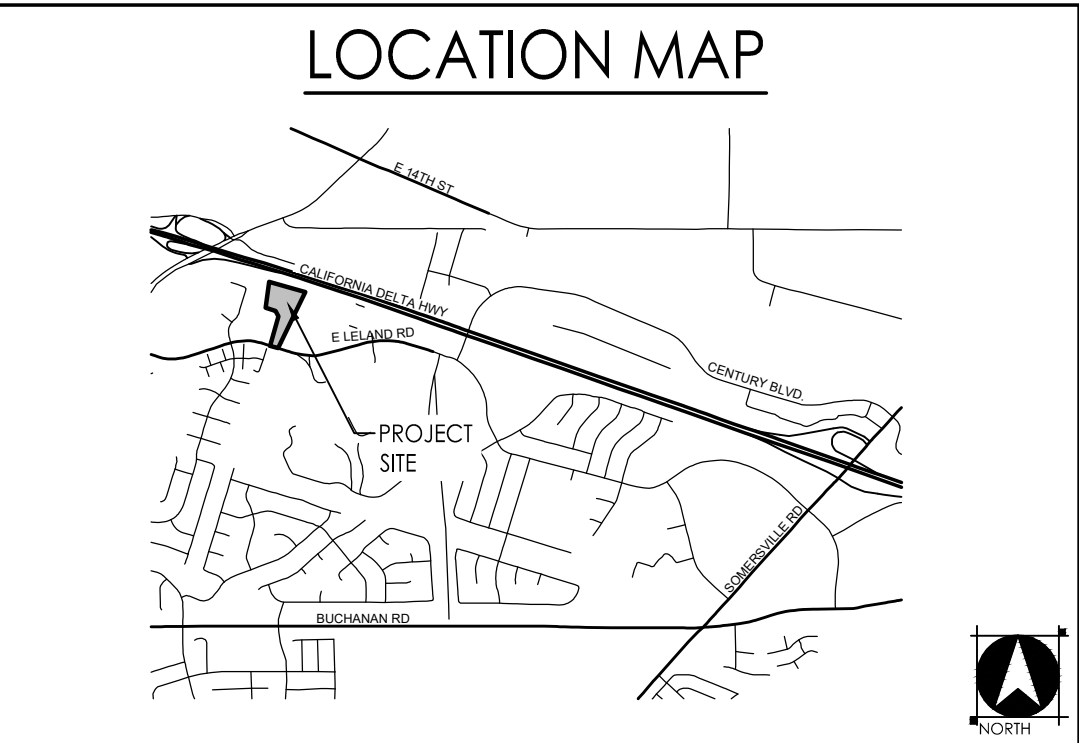 LOCATION MAP
E 14TH ST
CALIFORNIA DELTA HWY
E LELAND RD
CENTURY BLVD.
PROJECT
SITE
SOMERSVILLE RD
BUCHANAN RD
NORTH